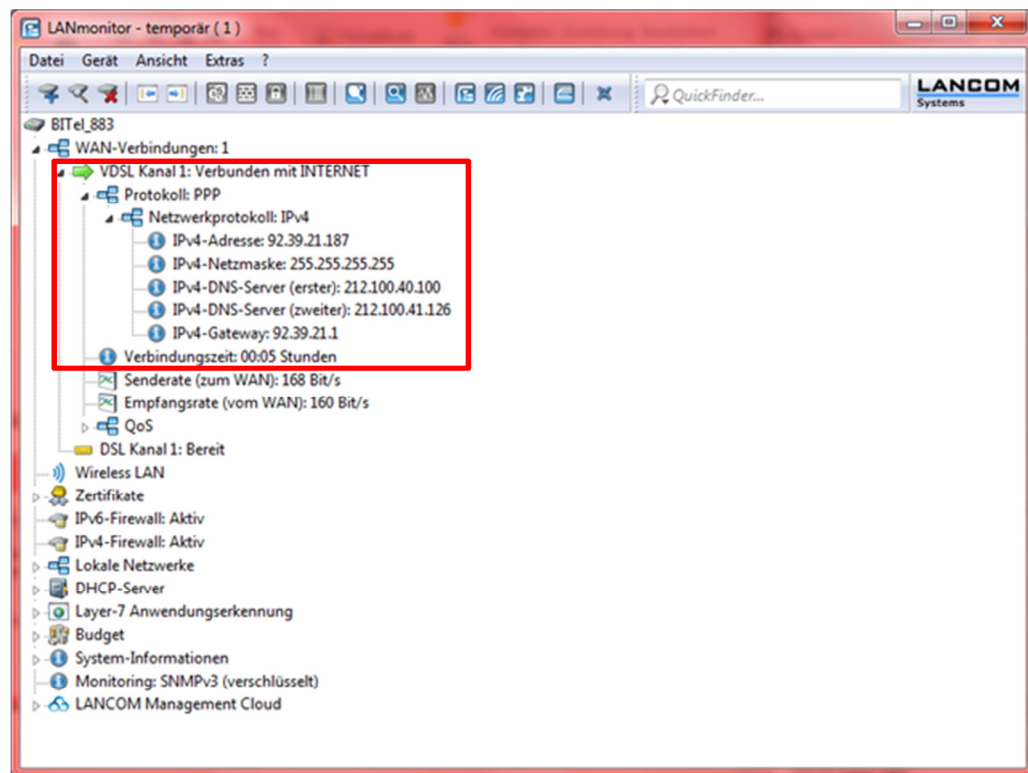 LANmonitor - temporär ( 1 )
Datei Gerät Ansicht Extras ?
QuickFinder...
LANCOM
Systems
BITel_883
WAN-Verbindungen: 1
VDSL Kanal 1: Verbunden mit INTERNET
Protokoll: PPP
Netzwerkprotokoll: IPv4
IPv4-Adresse: 92.39.21.187
IPv4-Netzmaske: 255.255.255.255
IPv4-DNS-Server (erster): 212.100.40.100
IPv4-DNS-Server (zweiter): 212.100.41.126
IPv4-Gateway: 92.39.21.1
Verbindungszeit: 00:05 Stunden
Senderate (zum WAN): 168 Bit/s
Empfangsrate (vom WAN): 160 Bit/s
QoS
DSL Kanal 1: Bereit
Wireless LAN
Zertifikate
IPv6-Firewall: Aktiv
IPv4-Firewall: Aktiv
Lokale Netzwerke
DHCP-Server
Layer-7 Anwendungserkennung
Budget
System-Informationen
Monitoring: SNMPv3 (verschlüsselt)
LANCOM Management Cloud